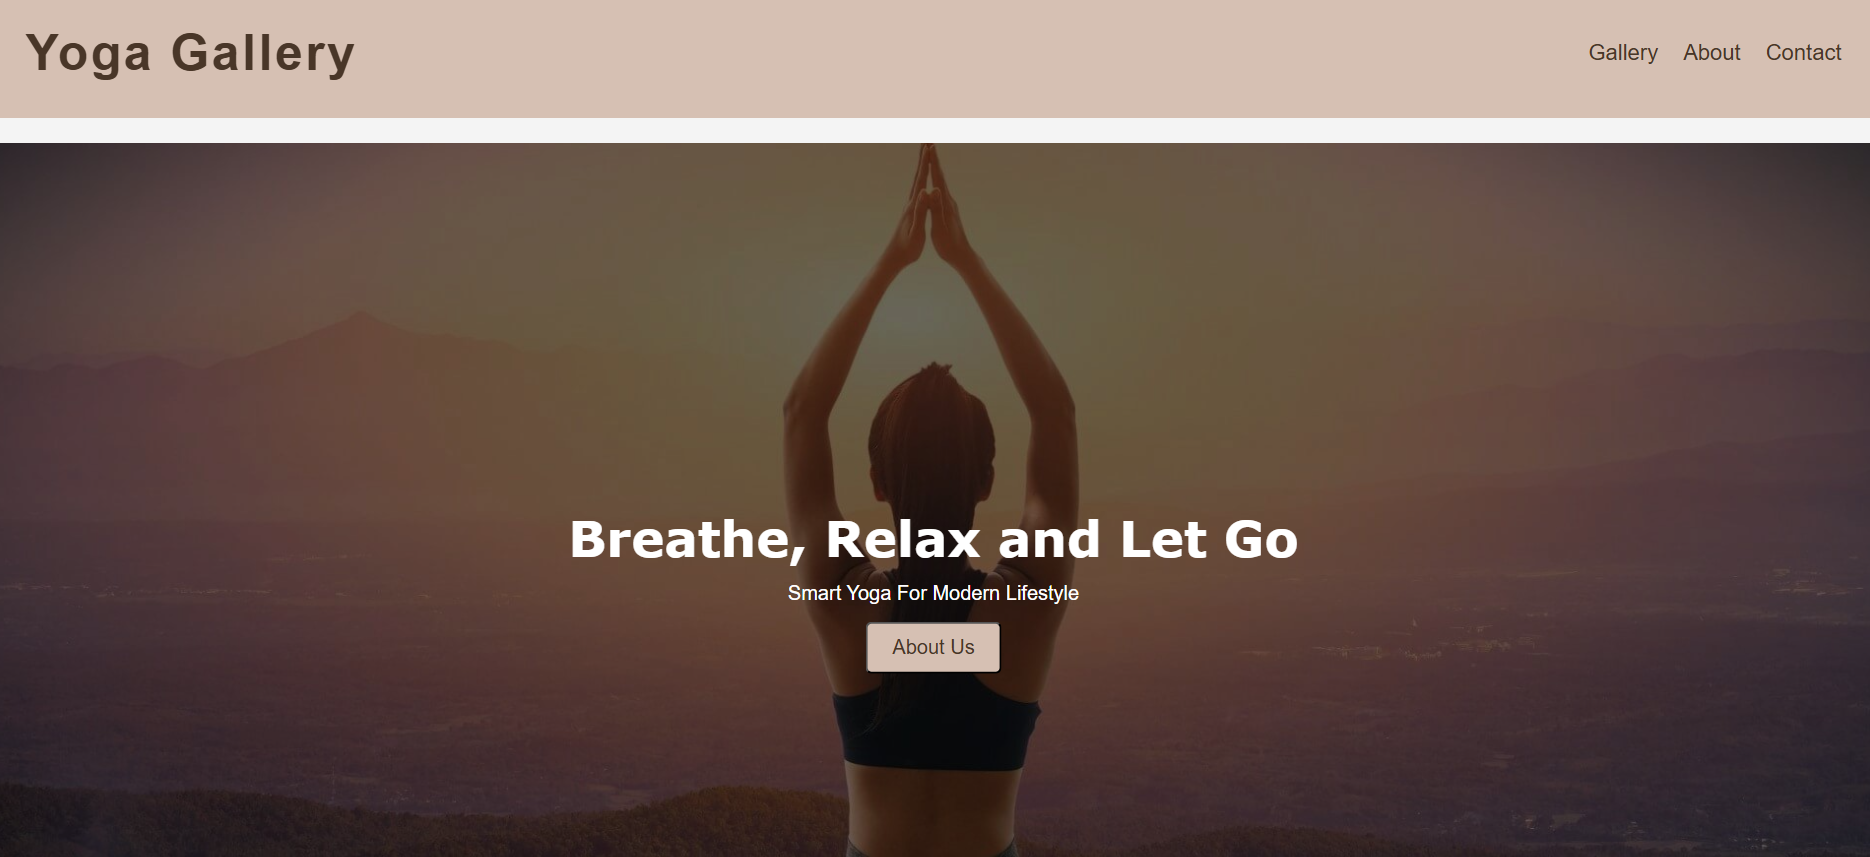 Yoga Gallery
Gallery About Contact
Breathe, Relax and Let Go
Smart Yoga For Modern Lifestyle
About Us